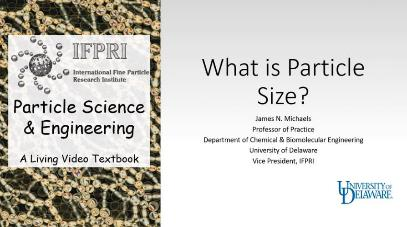 IFPRI
International Fine Particle
Research Institute
Particle Science
& Engineering
A Living Video Textbook
What is Particle
Size?
James N. Michaels
Professor of Practice
Department of Chemical & Biomolecular Engineering
University of Delaware
Vice President, IFPRI
UNIVERSITY OF
DELAWARE.